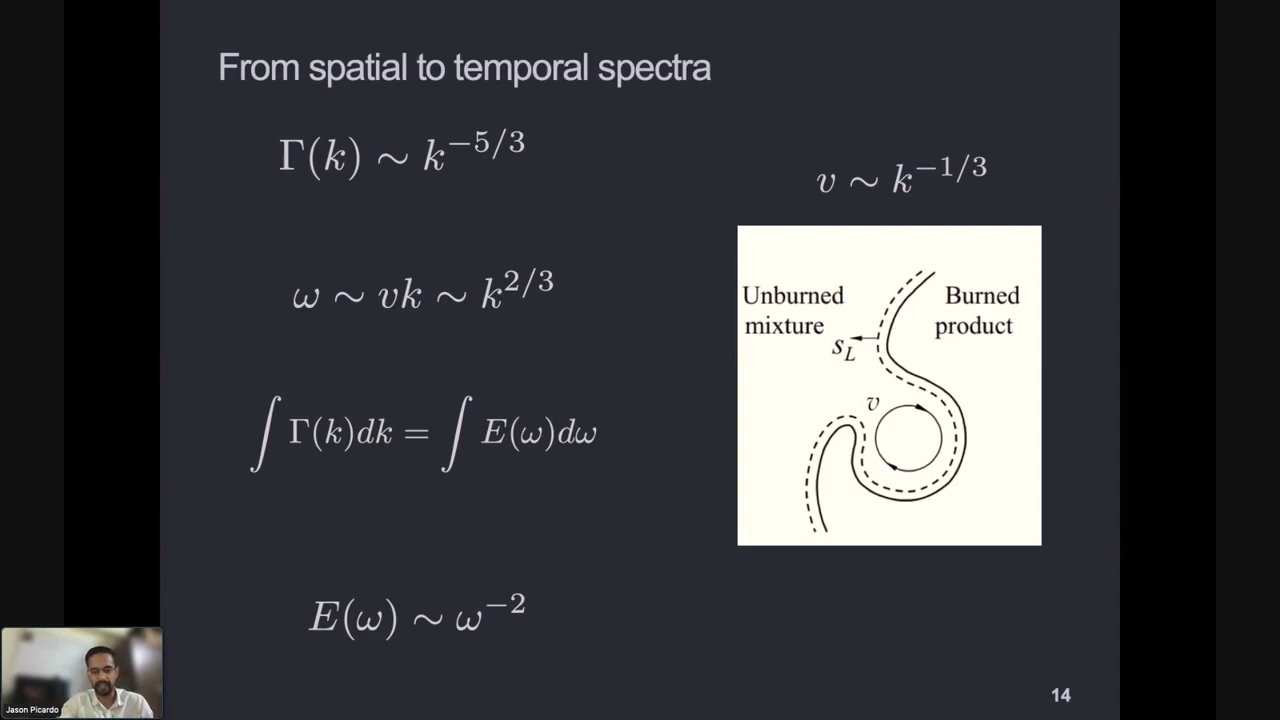 From spatial to temporal spectra
Γ(k) ∼ k^{-5/3}
v ∼ k^{-1/3}
ω ∼ vk ∼ k^{2/3}
Unburned
mixture
Burned
product
s_L
v
∫ Γ(k)dk = ∫ E(ω)dω
E(ω) ∼ ω^{-2}
14
Jason Picardo